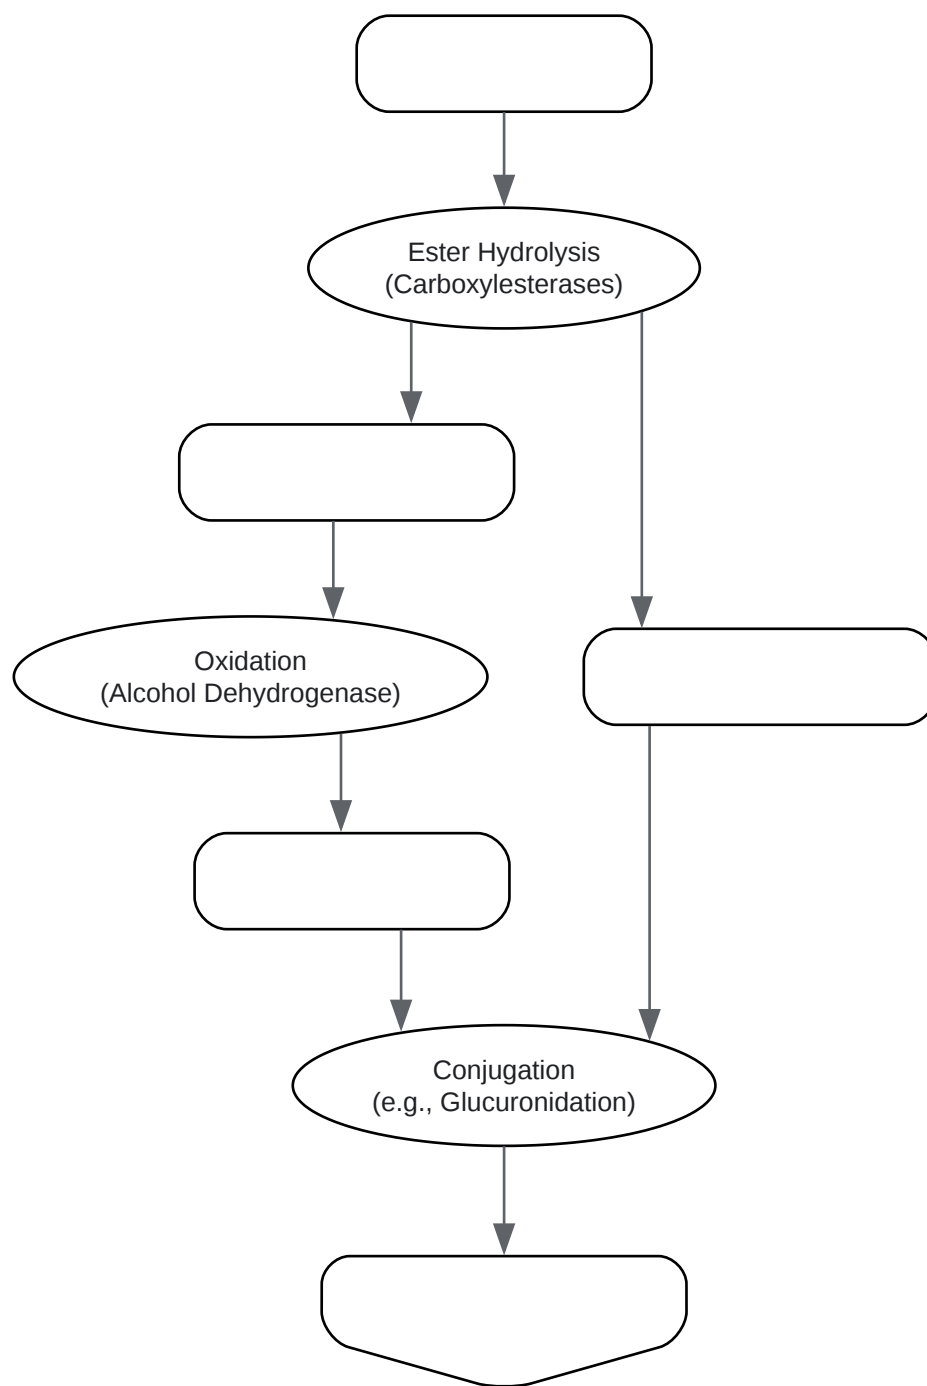 Ester Hydrolysis
(Carboxylesterases)
Oxidation
(Alcohol Dehydrogenase)
Conjugation
(e.g., Glucuronidation)